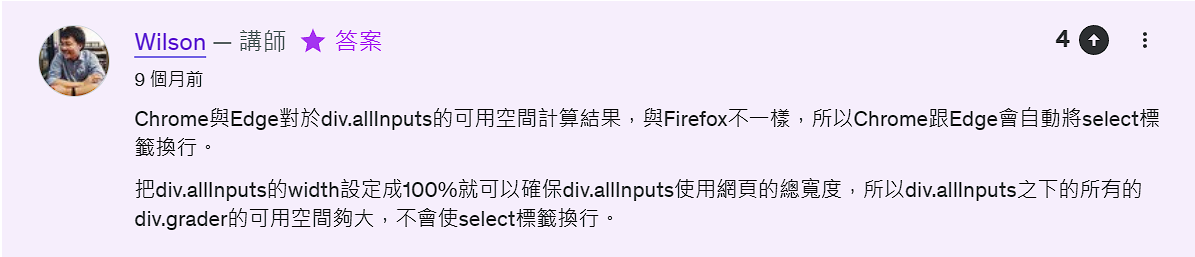 Wilson — 講師 ★ 答案 4
9 個月前
Chrome與Edge對於div.allInputs的可用空間計算結果，與Firefox不一樣，所以Chrome跟Edge會自動將select標
籤換行。
把div.allInputs的width設定成100%就可以確保div.allInputs使用網頁的總寬度，所以div.allInputs之下的所有的
div.grader的可用空間夠大，不會使select標籤換行。